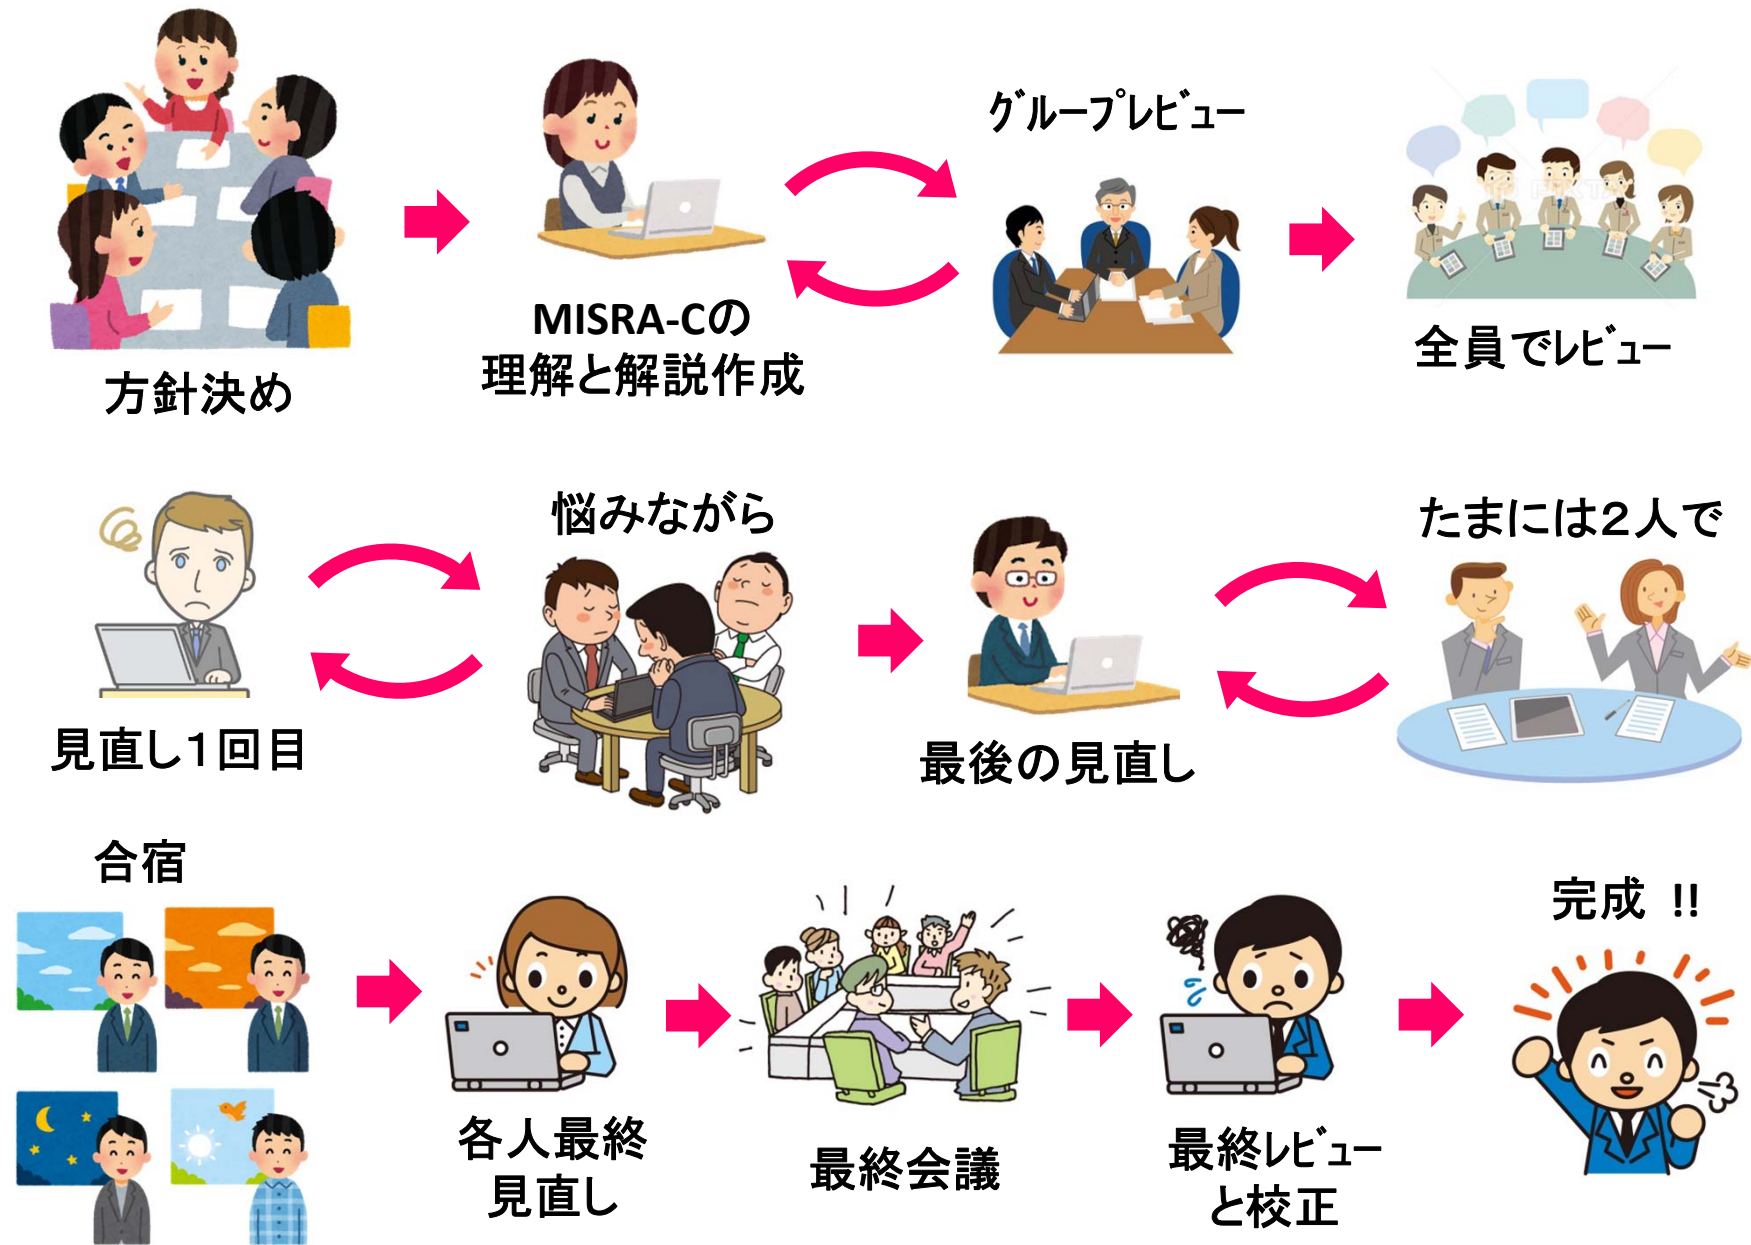 方針決め
MISRA-Cの
理解と解説作成
グループレビュー
全員でレビュー
見直し1回目
悩みながら
最後の見直し
たまには２人で
合宿
各人最終
見直し
最終会議
最終レビュー
と校正
完成 !!